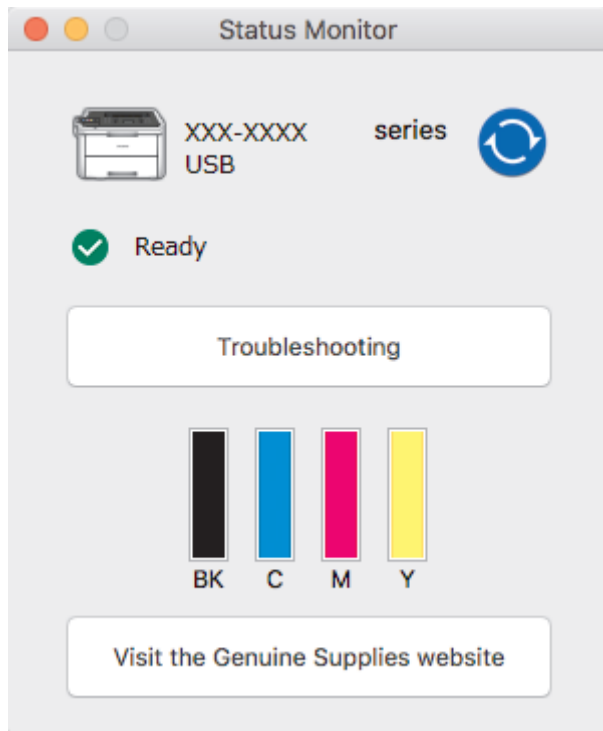 Status Monitor
XXX-XXXX series
USB
Ready
Troubleshooting
BK C M Y
Visit the Genuine Supplies website